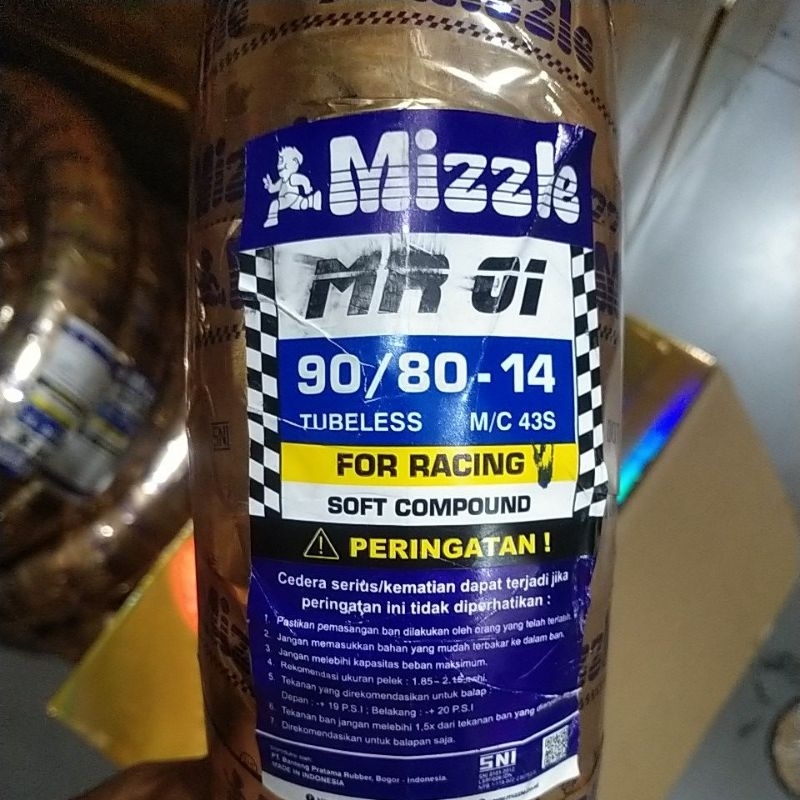 Mizzle
MR 01
90/80-14
TUBELESS M/C 43S
FOR RACING
SOFT COMPOUND
PERINGATAN !
Cedera serius/kematian dapat terjadi jika
peringatan ini tidak diperhatikan :
1. Pastikan pemasangan ban dilakukan oleh orang yang telah terlatih.
2. Jangan memasukkan bahan yang mudah terbakar ke dalam ban.
3. Jangan melebihi kapasitas beban maksimum.
4. Rekomendasi ukuran pelek : 1.85 - 2.15 inchi.
5. Tekanan yang direkomendasikan untuk balap :
Depan : -+ 19 P.S.I ; Belakang : -+ 20 P.S.I
6. Tekanan ban jangan melebihi 1,5x dari tekanan ban yang
7. Direkomendasikan untuk balapan saja.
PT. Banteng Pratama Rubber, Bogor - Indonesia.
MADE IN INDONESIA
SNI